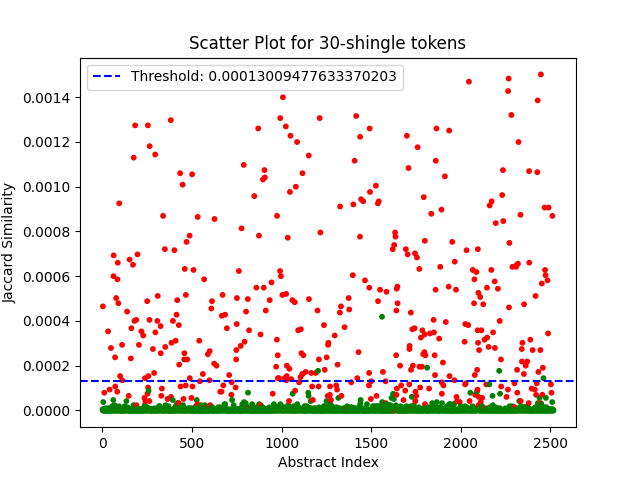 Scatter Plot for 30-shingle tokens
Threshold: 0.00013009477633370203
Jaccard Similarity
0.0014
0.0012
0.0010
0.0008
0.0006
0.0004
0.0002
0.0000
0 500 1000 1500 2000 2500
Abstract Index